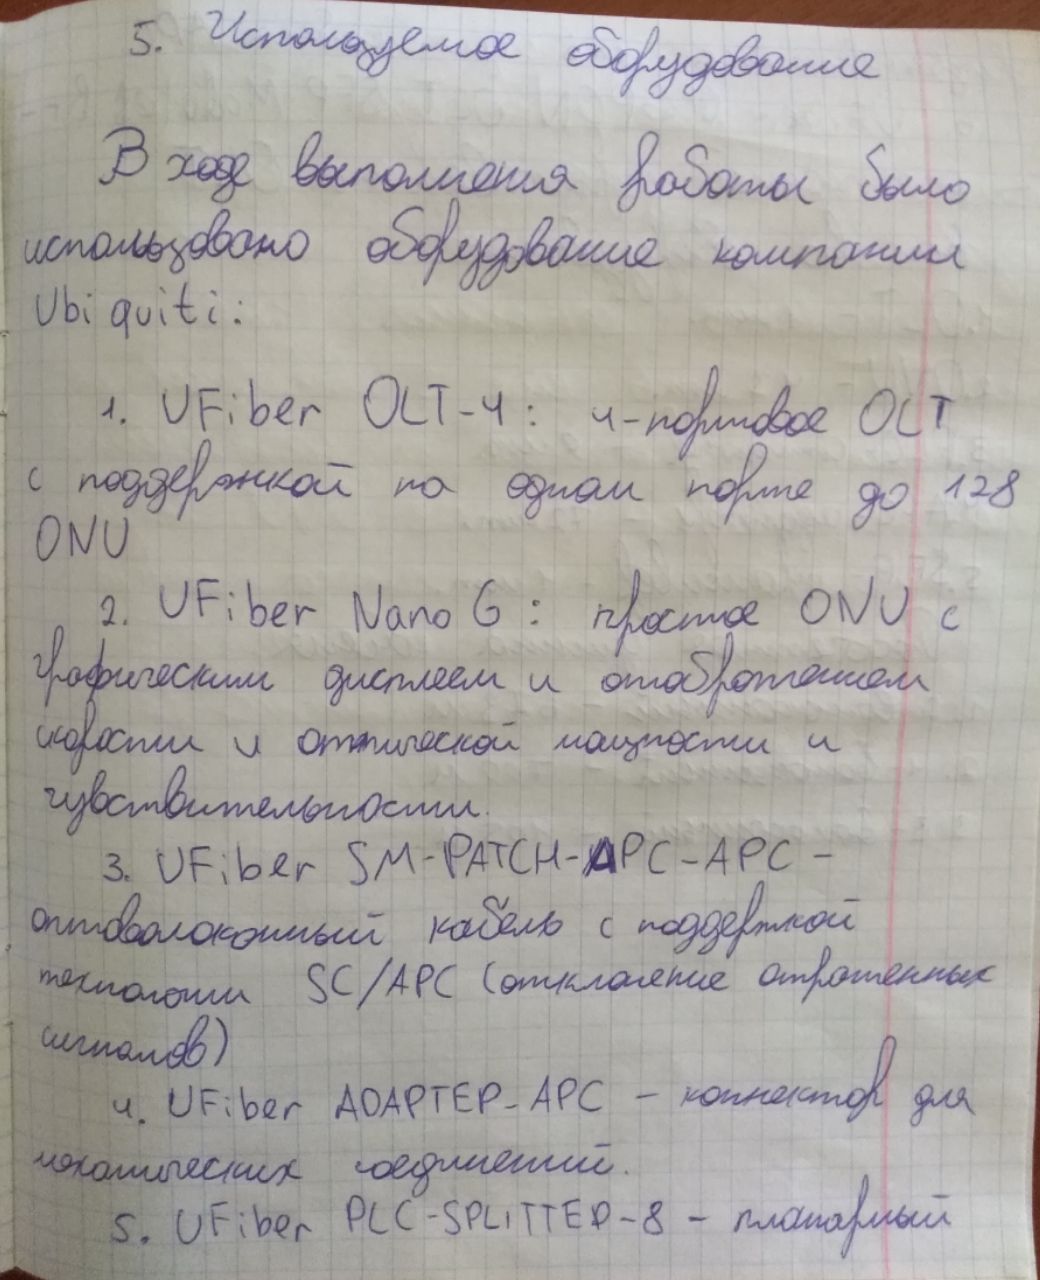 5. Используемое оборудование
В ходе выполнения работы было
использовано оборудование компании
Ubiquiti:
1. UFiber OLT-4: 4-портовое OLT
с поддержкой на одном порте до 128
ONU
2. UFiber Nano G: простое ONU с
графическим дисплеем и отображением
скорости и оптической мощности и
чувствительности.
3. UFiber SM-PATCH-APC-APC -
оптоволоконный кабель с поддержкой
технологии SC/APC (отклонение отраженных
сигналов)
4. UFiber ADAPTER-APC - коннектор для
механических соединений.
5. UFiber PLC-SPLITTER-8 - планарный